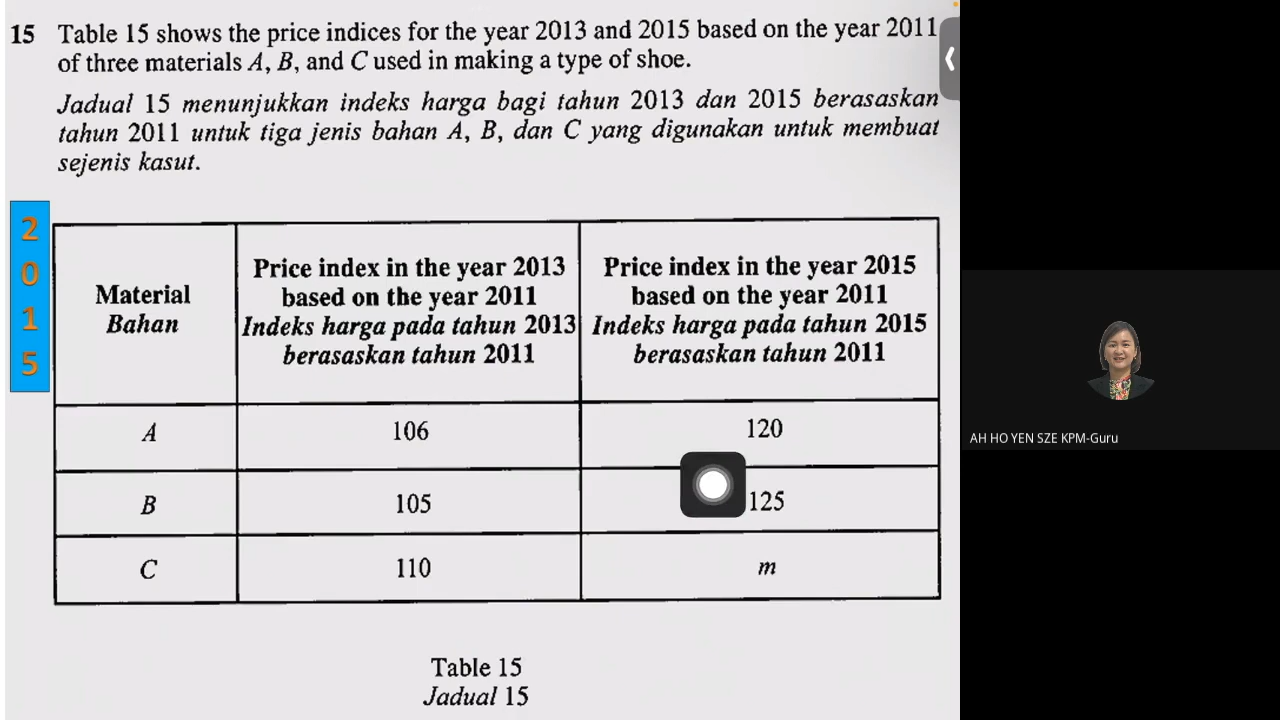 15 Table 15 shows the price indices for the year 2013 and 2015 based on the year 2011
of three materials A, B, and C used in making a type of shoe.
Jadual 15 menunjukkan indeks harga bagi tahun 2013 dan 2015 berasaskan
tahun 2011 untuk tiga jenis bahan A, B, dan C yang digunakan untuk membuat
sejenis kasut.
2
0
1
5
Material
Bahan
Price index in the year 2013
based on the year 2011
Indeks harga pada tahun 2013
berasaskan tahun 2011
Price index in the year 2015
based on the year 2011
Indeks harga pada tahun 2015
berasaskan tahun 2011
A 106 120
B 105 125
C 110 m
Table 15
Jadual 15
AH HO YEN SZE KPM-Guru